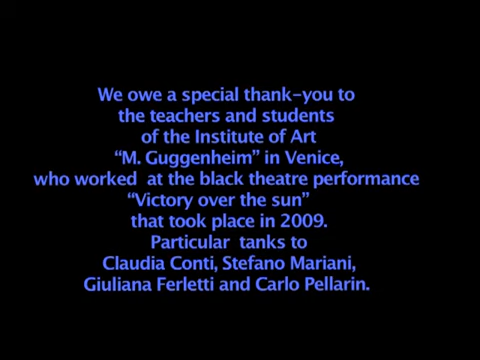 We owe a special thank-you to
the teachers and students
of the Institute of Art
“M. Guggenheim” in Venice,
who worked at the black theatre performance
“Victory over the sun”
that took place in 2009.
Particular tanks to
Claudia Conti, Stefano Mariani,
Giuliana Ferletti and Carlo Pellarin.